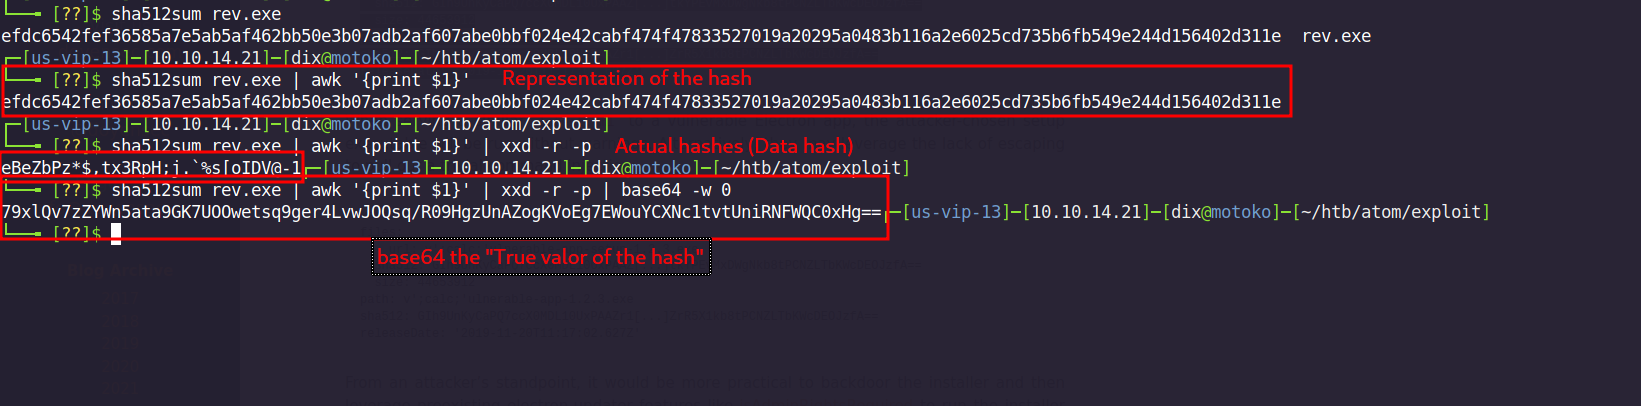 └──╼ [??]$ sha512sum rev.exe
efdc6542fef36585a7e5ab5af462bb50e3b07adb2af607abe0bbf024e42cabf474f47833527019a20295a0483b116a2e6025cd735b6fb549e244d156402d311e  rev.exe
┌─[us-vip-13]─[10.10.14.21]─[dix@motoko]─[~/htb/atom/exploit]
└──╼ [??]$ sha512sum rev.exe | awk '{print $1}' Representation of the hash
efdc6542fef36585a7e5ab5af462bb50e3b07adb2af607abe0bbf024e42cabf474f47833527019a20295a0483b116a2e6025cd735b6fb549e244d156402d311e
┌─[us-vip-13]─[10.10.14.21]─[dix@motoko]─[~/htb/atom/exploit]
└──╼ [??]$ sha512sum rev.exe | awk '{print $1}' | xxd -r -p Actual hashes (Data hash)
eBeZbPz*$,tx3RpH;j.`%s[oIDV@-1┌─[us-vip-13]─[10.10.14.21]─[dix@motoko]─[~/htb/atom/exploit]
└──╼ [??]$ sha512sum rev.exe | awk '{print $1}' | xxd -r -p | base64 -w 0
79xlQv7zZYWn5ata9GK7UOOwetsq9ger4LvwJOQsq/R09HgzUnAZogKVoEg7EWouYCXNc1tvtUniRNFWQC0xHg==┌─[us-vip-13]─[10.10.14.21]─[dix@motoko]─[~/htb/atom/exploit]
└──╼ [??]$
base64 the "True valor of the hash"